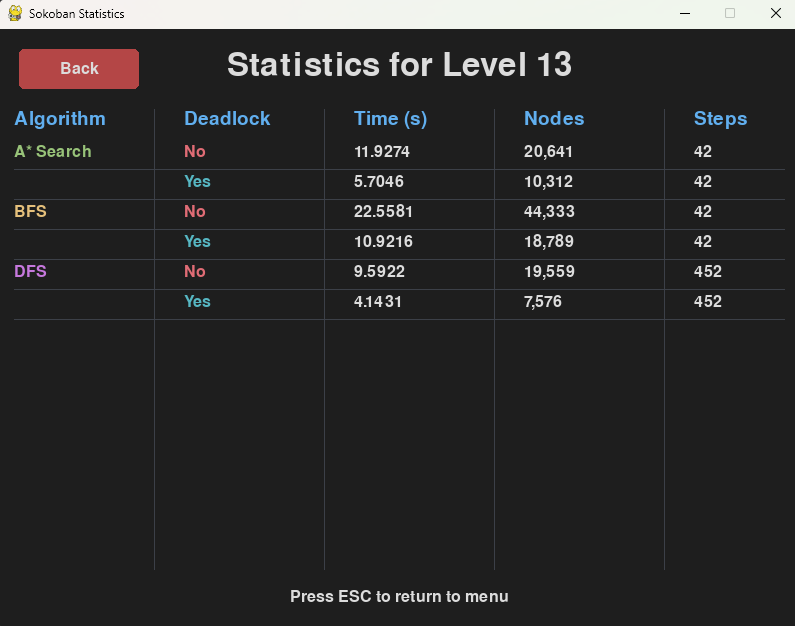 Sokoban Statistics
Back
Statistics for Level 13
Algorithm Deadlock Time (s) Nodes Steps
A* Search No 11.9274 20,641 42
Yes 5.7046 10,312 42
BFS No 22.5581 44,333 42
Yes 10.9216 18,789 42
DFS No 9.5922 19,559 452
Yes 4.1431 7,576 452
Press ESC to return to menu